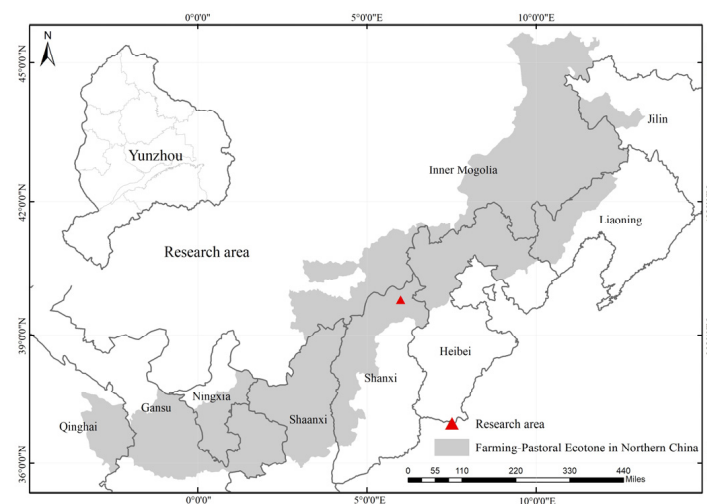 0°0'0"E 5°0'0"E 10°0'0"E
N
45°0'0"N
Yunzhou
Jilin
Inner Mogolia
42°0'0"N
Liaoning
Research area
39°0'0"N
Heibei
Shanxi
Ningxia
Gansu
Shaanxi
Qinghai
Research area
Farming-Pastoral Ecotone in Northern China
36°0'0"N
0 55 110 220 330 440
Miles
0°0'0"E 5°0'0"E 10°0'0"E